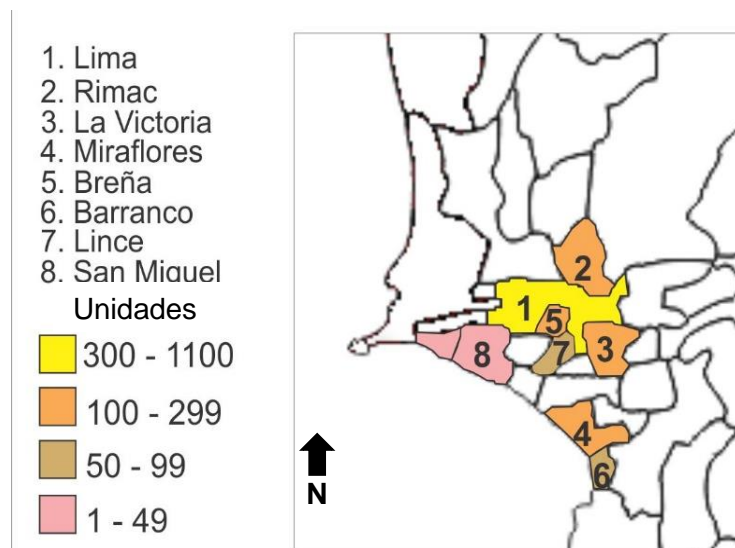 1. Lima
2. Rimac
3. La Victoria
4. Miraflores
5. Breña
6. Barranco
7. Lince
8. San Miguel
Unidades
300 - 1100
100 - 299
50 - 99
1 - 49
N
1
2
3
4
5
6
7
8